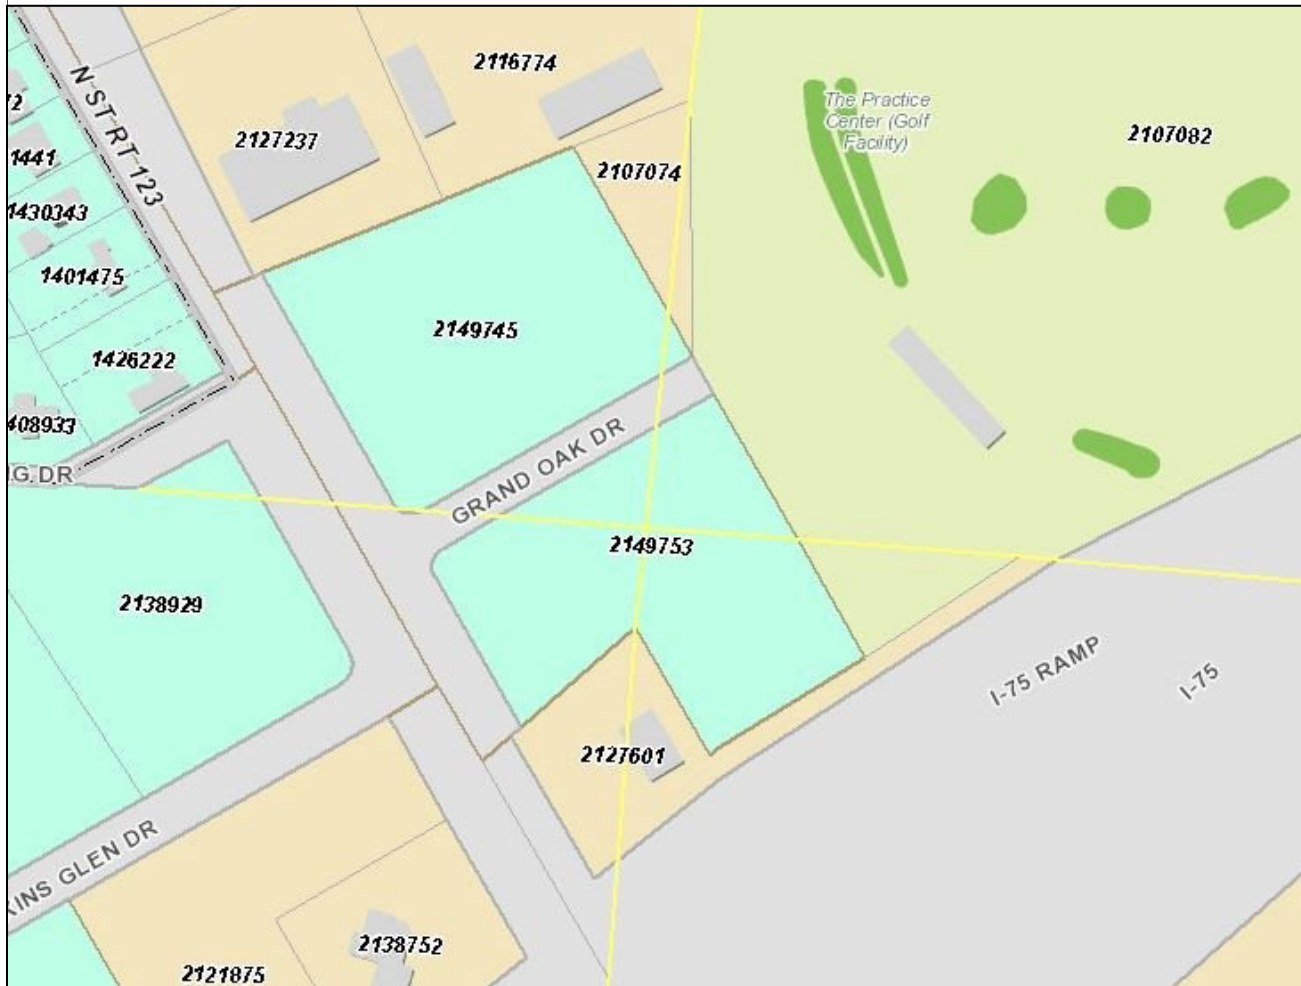 2116774
N ST RT 123
The Practice
Center (Golf
Facility)
2107082
2127237
1441
2107074
1430343
1401475
2149745
1426222
408933
GRAND OAK DR
G DR
2149753
2138929
I-75 RAMP
I-75
2127601
KINS GLEN DR
2138752
2121875